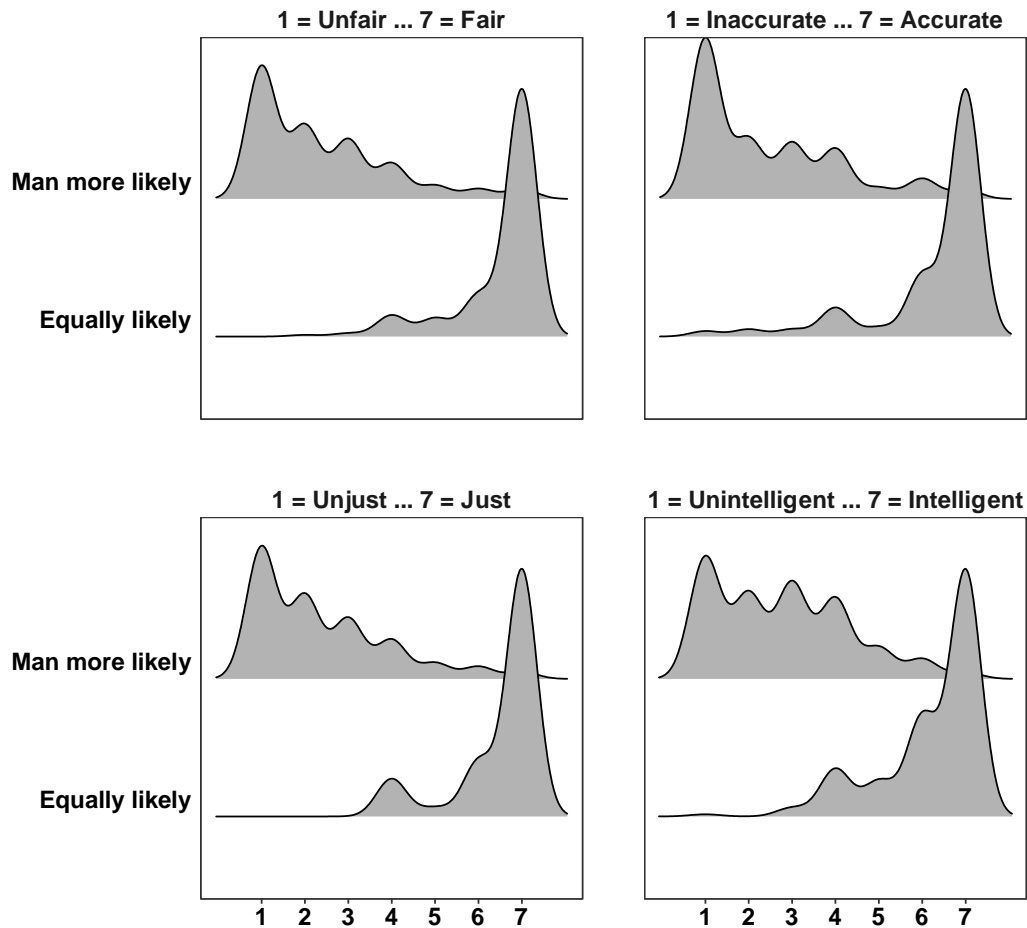 1 = Unfair ... 7 = Fair
1 = Inaccurate ... 7 = Accurate
Man more likely
Equally likely
1 = Unjust ... 7 = Just
1 = Unintelligent ... 7 = Intelligent
Man more likely
Equally likely
1 2 3 4 5 6 7
1 2 3 4 5 6 7